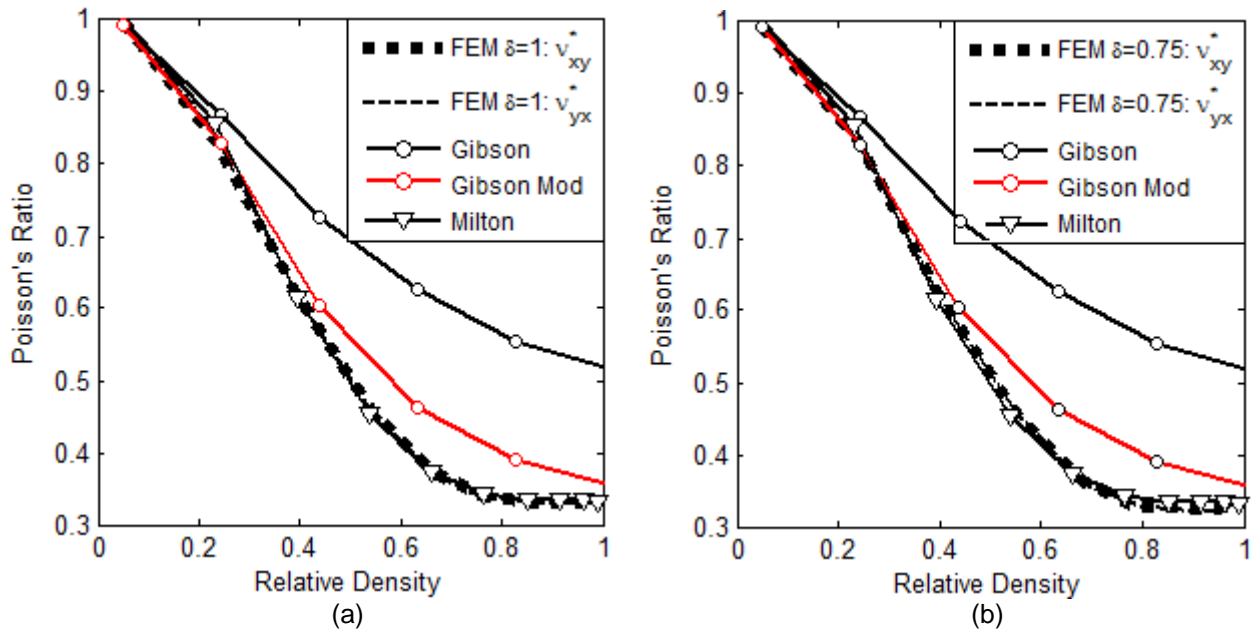 1
0.9
0.8
0.7
0.6
0.5
0.4
0.3
Poisson's Ratio
0
0.2
0.4
0.6
0.8
1
Relative Density
FEM δ=1: ν*xy
FEM δ=1: ν*yx
Gibson
Gibson Mod
Milton
(a)
1
0.9
0.8
0.7
0.6
0.5
0.4
0.3
Poisson's Ratio
0
0.2
0.4
0.6
0.8
1
Relative Density
FEM δ=0.75: ν*xy
FEM δ=0.75: ν*yx
Gibson
Gibson Mod
Milton
(b)